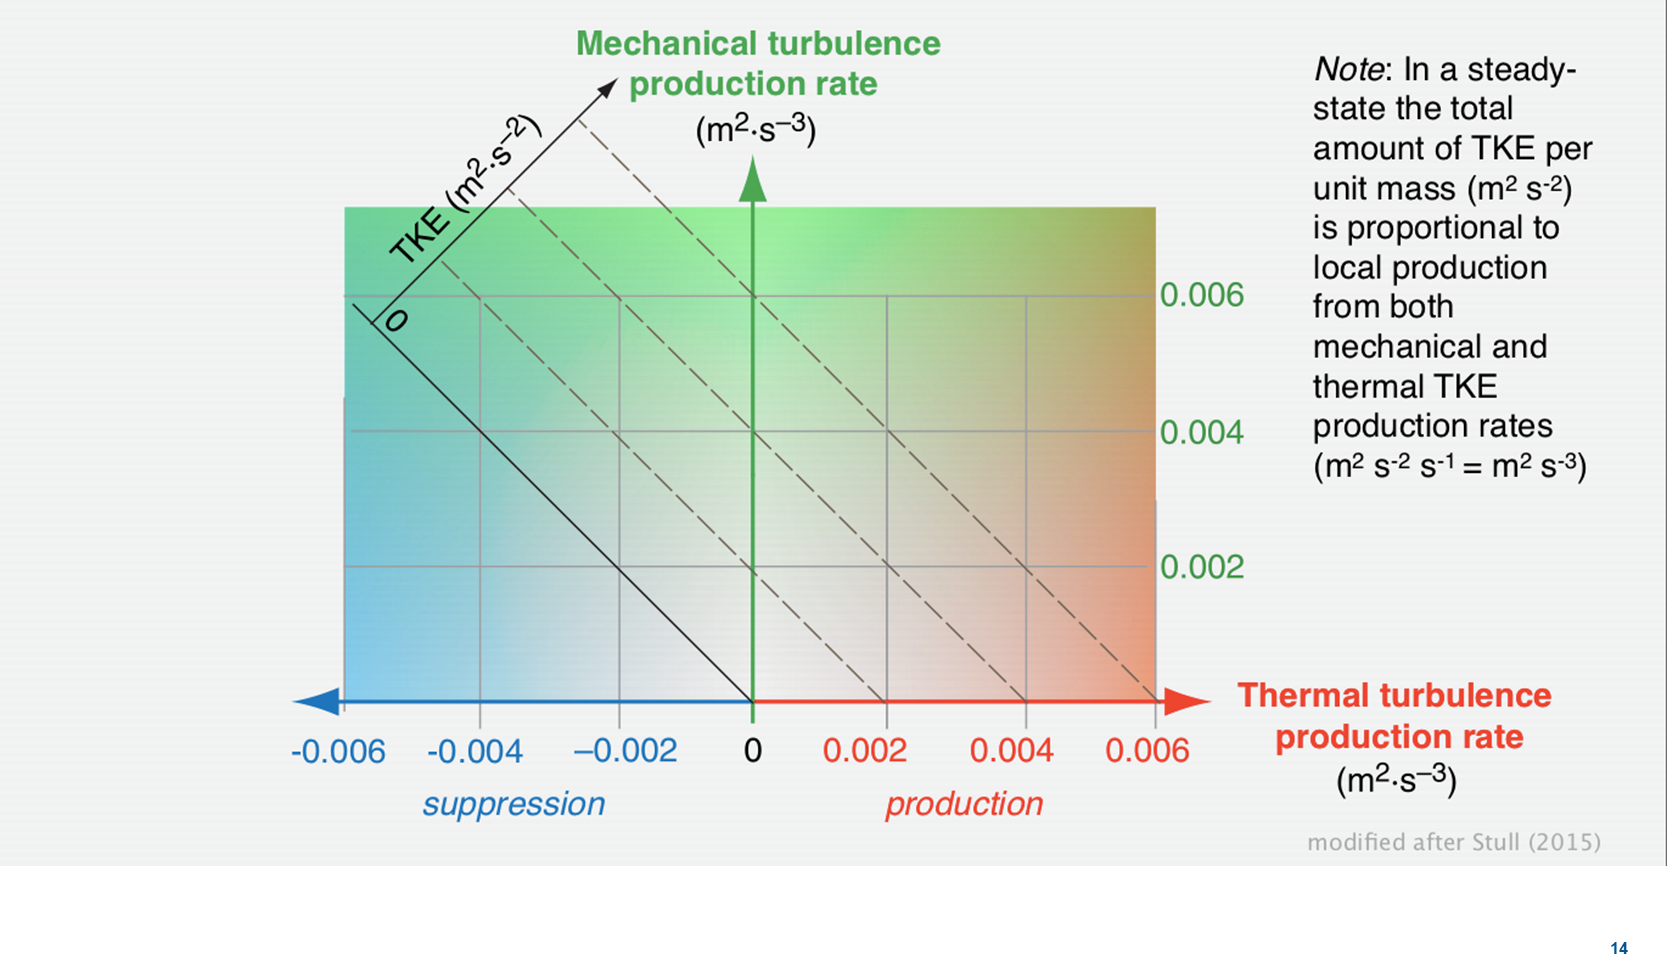 Mechanical turbulence
production rate
(m²·s⁻³)
TKE (m²·s⁻²)
0
0.006
0.004
0.002
-0.006 -0.004 –0.002 0 0.002 0.004 0.006
suppression production
Thermal turbulence
production rate
(m²·s⁻³)
Note: In a steady-
state the total
amount of TKE per
unit mass (m² s⁻²)
is proportional to
local production
from both
mechanical and
thermal TKE
production rates
(m² s⁻² s⁻¹ = m² s⁻³)
modified after Stull (2015)
14